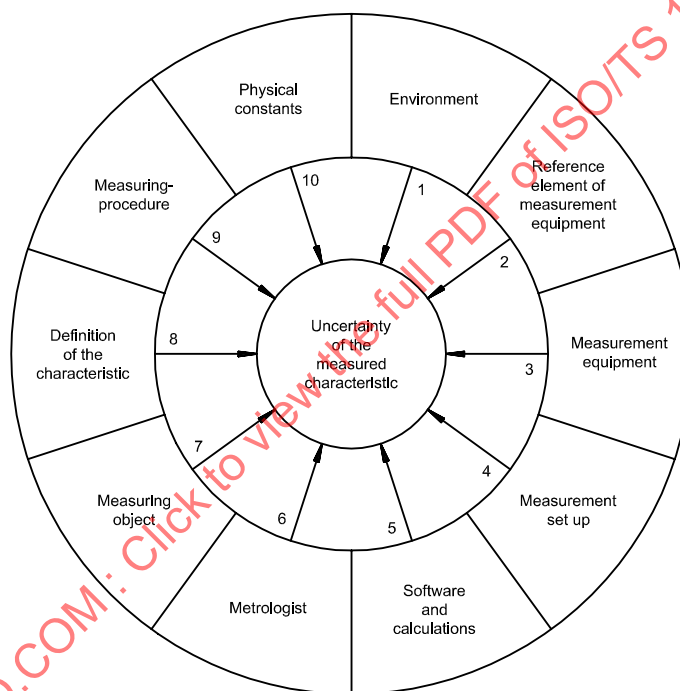 Physical
constants
Environment
Reference
element of
measurement
equipment
Measurement
equipment
Measurement
set up
Software
and
calculations
Metrologist
Measuring
object
Definition
of the
characteristic
Measuring-
procedure
10
1
2
3
4
5
6
7
8
9
Uncertainty
of the
measured
characteristic
.COM : Click to view the full PDF of ISO/TS